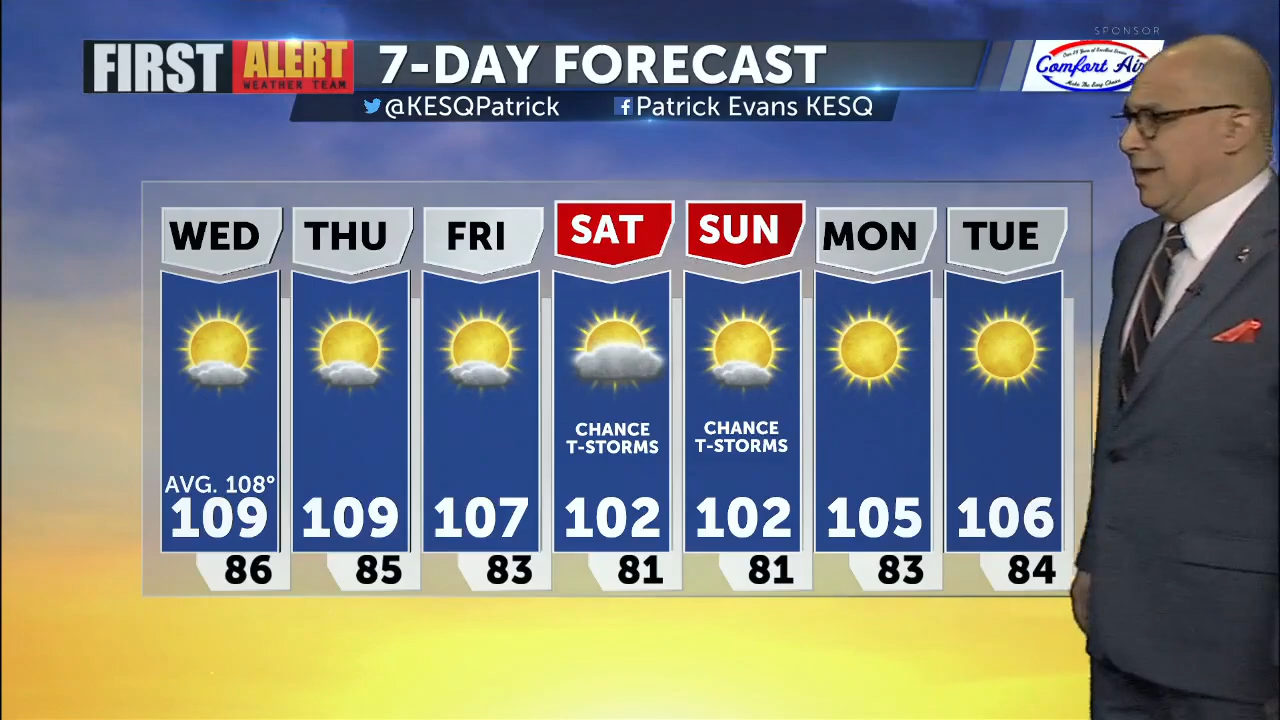 SPONSOR
FIRST ALERT
WEATHER TEAM
7-DAY FORECAST
Comfort Air
@KESQPatrick
Patrick Evans KESQ
WED THU FRI SAT SUN MON TUE
CHANCE
T-STORMS
CHANCE
T-STORMS
AVG. 108°
109 109 107 102 102 105 106
86 85 83 81 81 83 84